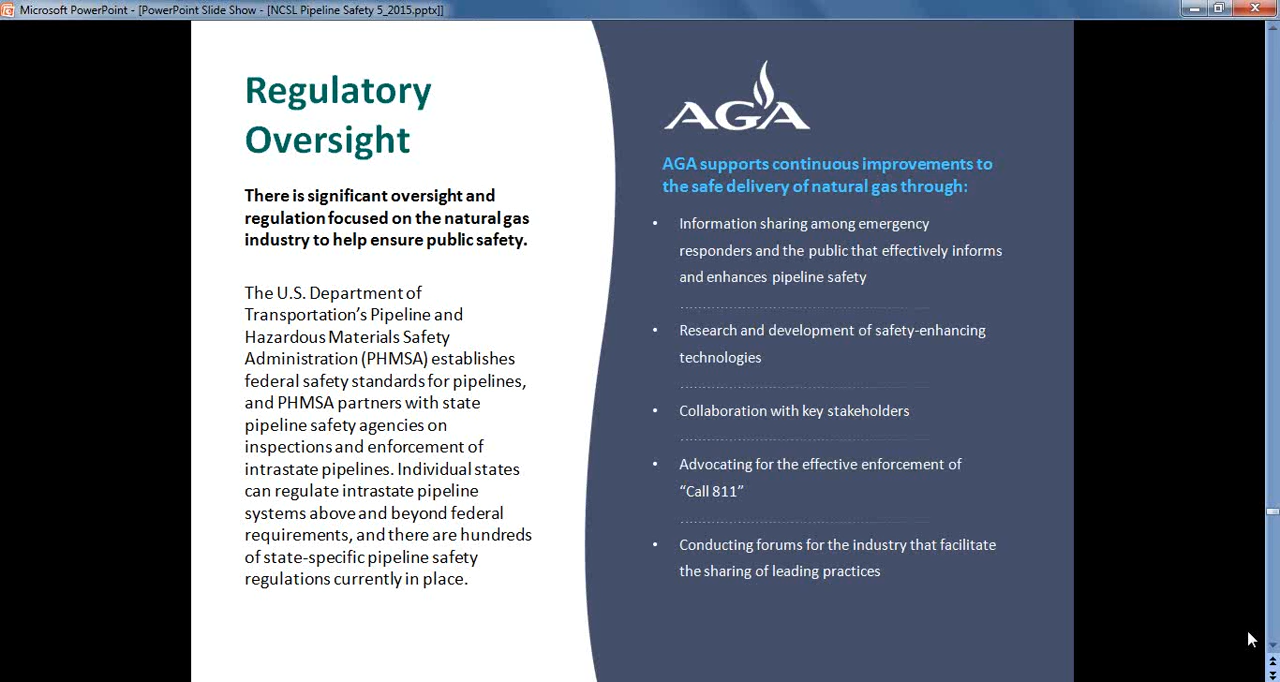 Microsoft PowerPoint - [PowerPoint Slide Show - [NCSL Pipeline Safety 5_2015.pptx]]
Regulatory
Oversight
There is significant oversight and
regulation focused on the natural gas
industry to help ensure public safety.
The U.S. Department of
Transportation’s Pipeline and
Hazardous Materials Safety
Administration (PHMSA) establishes
federal safety standards for pipelines,
and PHMSA partners with state
pipeline safety agencies on
inspections and enforcement of
intrastate pipelines. Individual states
can regulate intrastate pipeline
systems above and beyond federal
requirements, and there are hundreds
of state-specific pipeline safety
regulations currently in place.
AGA
AGA supports continuous improvements to
the safe delivery of natural gas through:
• Information sharing among emergency
responders and the public that effectively informs
and enhances pipeline safety
• Research and development of safety-enhancing
technologies
• Collaboration with key stakeholders
• Advocating for the effective enforcement of
“Call 811”
• Conducting forums for the industry that facilitate
the sharing of leading practices